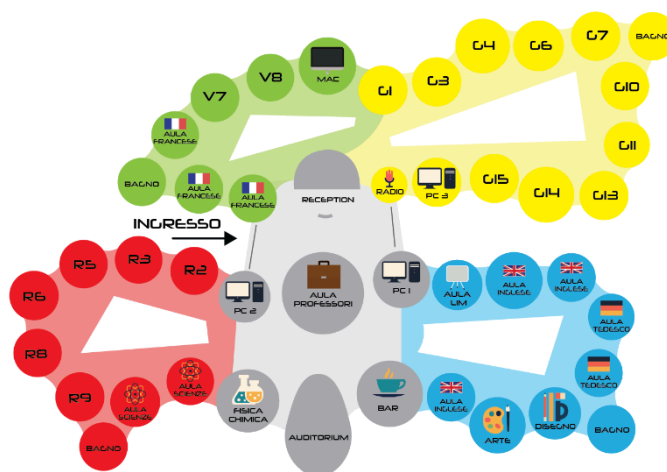 G7
BAGNO
G4
G6
V8
MAC
G1
G3
V7
G10
AULA
FRANCESE
G11
BAGNO
AULA
FRANCESE
AULA
FRANCESE
RECEPTION
RADIO
PC 3
G15
G14
G13
INGRESSO
R5
R3
R2
R6
PC 2
AULA
PROFESSORI
PC 1
AULA
LIM
AULA
INGLESE
AULA
INGLESE
AULA
TEDESCO
R8
AULA
TEDESCO
R9
AULA
SCIENZE
AULA
SCIENZE
FISICA
CHIMICA
BAR
AULA
INGLESE
ARTE
DISEGNO
BAGNO
BAGNO
AUDITORIUM